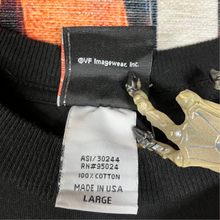 ©VF Imagewear, Inc.
ASI/30244
RN#95024
100% COTTON
MADE IN USA
LARGE